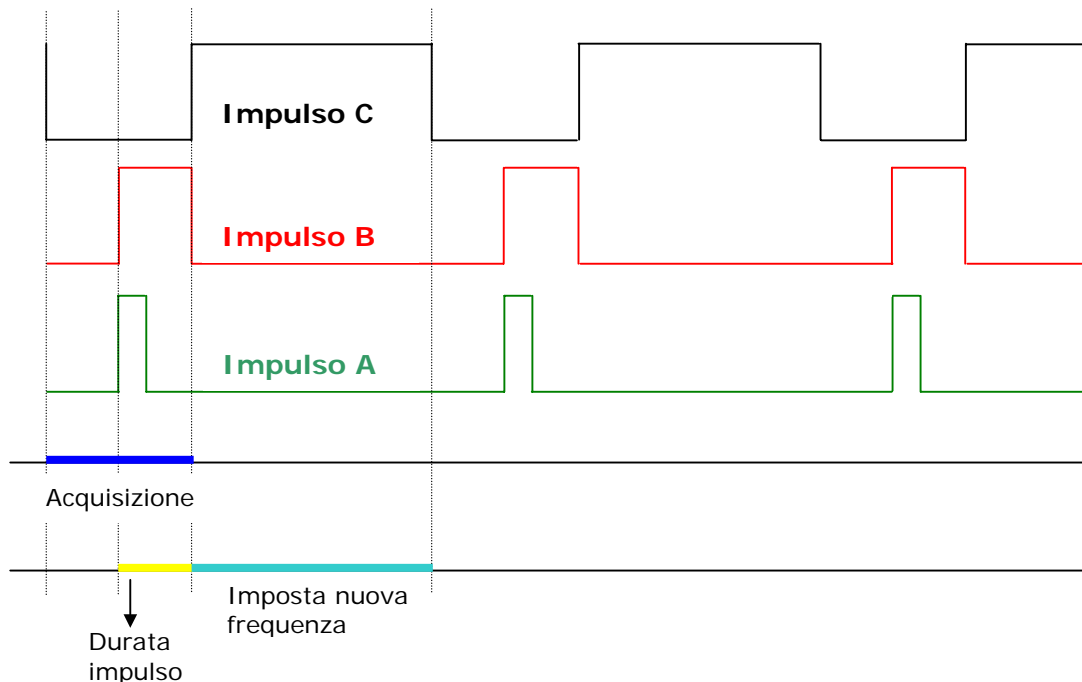 Impulso C
Impulso B
Impulso A
Acquisizione
Imposta nuova
frequenza
Durata
impulso